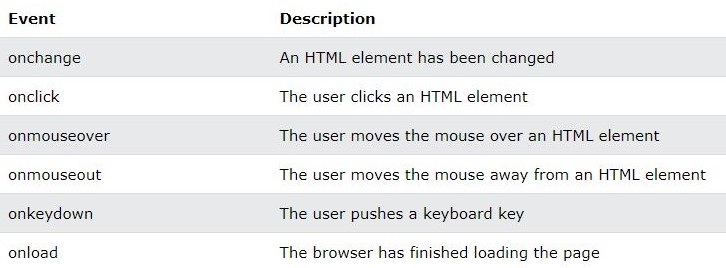 Event Description
onchange An HTML element has been changed
onclick The user clicks an HTML element
onmouseover The user moves the mouse over an HTML element
onmouseout The user moves the mouse away from an HTML element
onkeydown The user pushes a keyboard key
onload The browser has finished loading the page